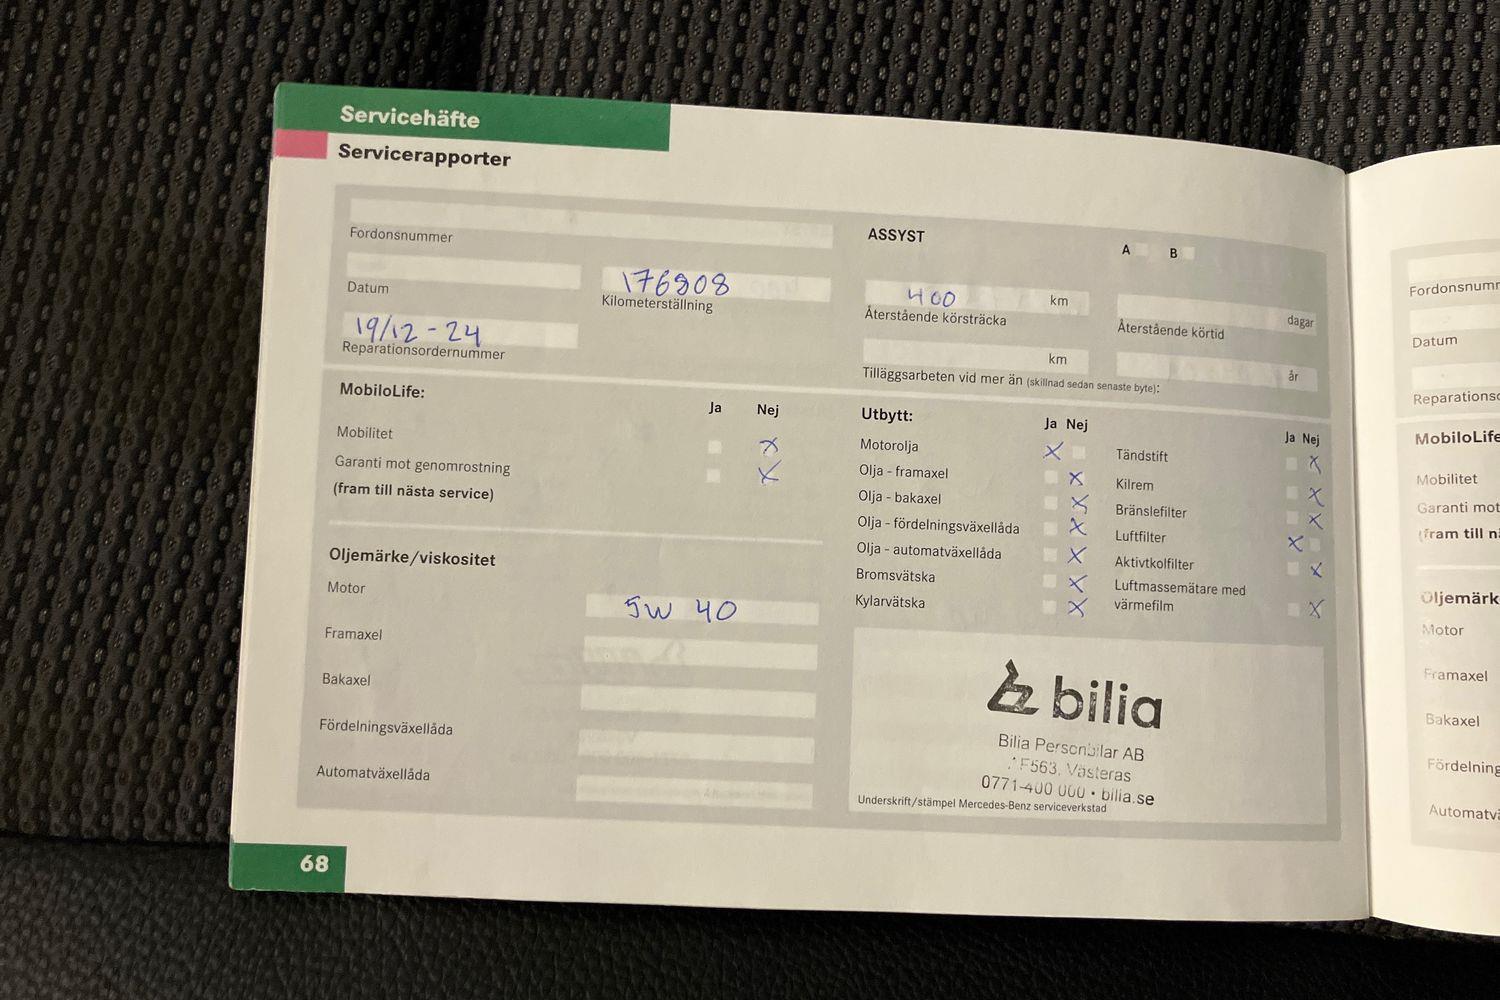 Servicehäfte
Servicerapporter
Fordonsnummer
Datum
176908
Kilometerställning
19/12-24
Reparationsordernummer
ASSYST
A B
400 km
Återstående körsträcka
dagar
Återstående körtid
km
år
Tilläggsarbeten vid mer än (skillnad sedan senaste byte):
MobiloLife:
Ja Nej
Mobilitet X
Garanti mot genomrostning X
(fram till nästa service)
Oljemärke/viskositet
Motor 5W 40
Framaxel
Bakaxel
Fördelningsväxellåda
Automatväxellåda
Utbytt:
Ja Nej
Motorolja X
Olja - framaxel X
Olja - bakaxel X
Olja - fördelningsväxellåda X
Olja - automatväxellåda X
Bromsvätska X
Kylarvätska X
Ja Nej
Tändstift X
Kilrem X
Bränslefilter X
Luftfilter X
Aktivtkolfilter X
Luftmassemätare med
värmefilm X
bilia
Bilia Personbilar AB
F563, Västerås
0771-400 000 • bilia.se
Underskrift/stämpel Mercedes-Benz serviceverkstad
68
Fordonsnumm
Datum
Reparationso
MobiloLife
Mobilitet
Garanti mot
(fram till nä
Oljemärk
Motor
Framaxel
Bakaxel
Fördelning
Automatvä